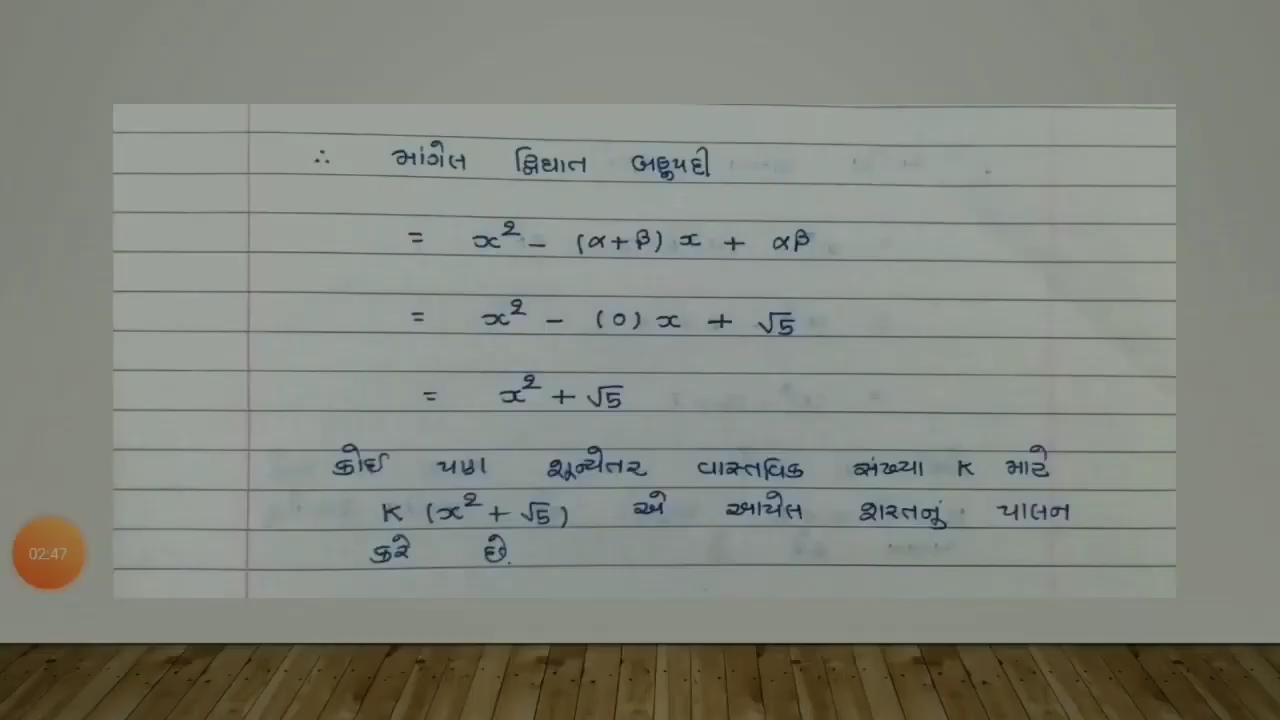 ∴ માંગેલ દ્વિઘાત બહુપદી
= x² - (α+β) x + αβ
= x² - (0) x + √5
= x² + √5
કોઈ પણ શૂન્યેતર વાસ્તવિક સંખ્યા K માટે
K (x² + √5) એ આપેલ શરતનું પાલન
કરે છે.
02:47